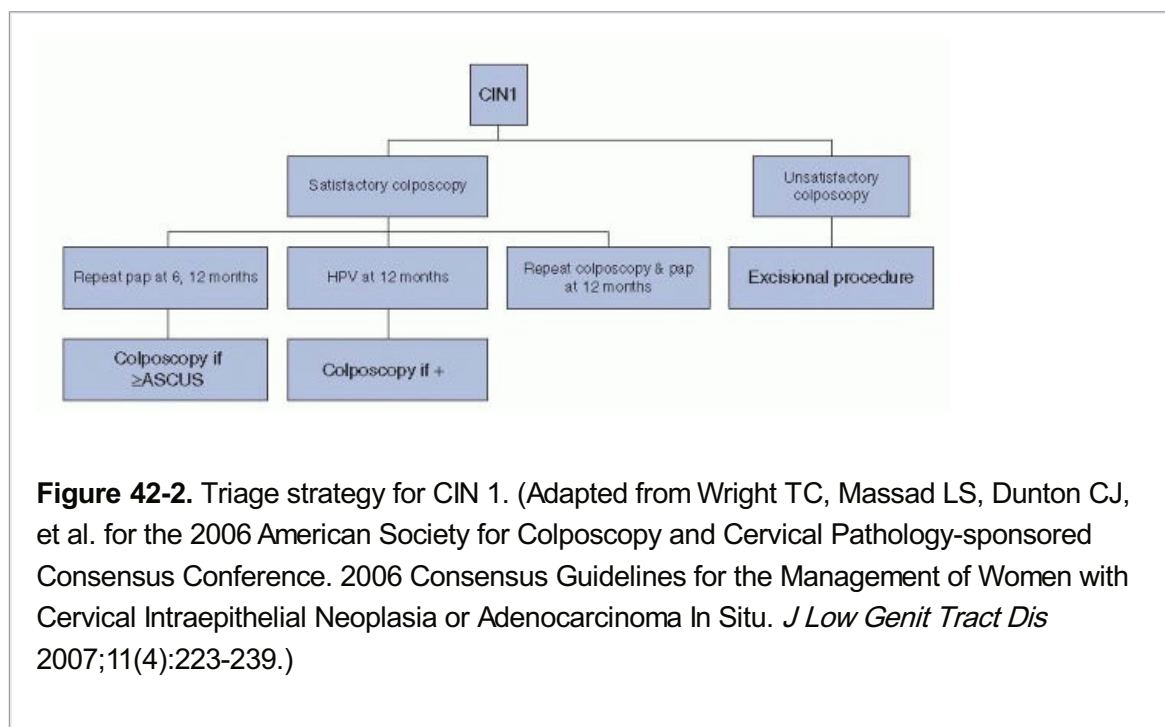 CIN1
Satisfactory colposcopy
Unsatisfactory
colposcopy
Repeat pap at 6, 12 months
HPV at 12 months
Repeat colposcopy & pap
at 12 months
Excisional procedure
Colposcopy if
≥ASCUS
Colposcopy if +
Figure 42-2. Triage strategy for CIN 1. (Adapted from Wright TC, Massad LS, Dunton CJ,
et al. for the 2006 American Society for Colposcopy and Cervical Pathology-sponsored
Consensus Conference. 2006 Consensus Guidelines for the Management of Women with
Cervical Intraepithelial Neoplasia or Adenocarcinoma In Situ. J Low Genit Tract Dis
2007;11(4):223-239.)